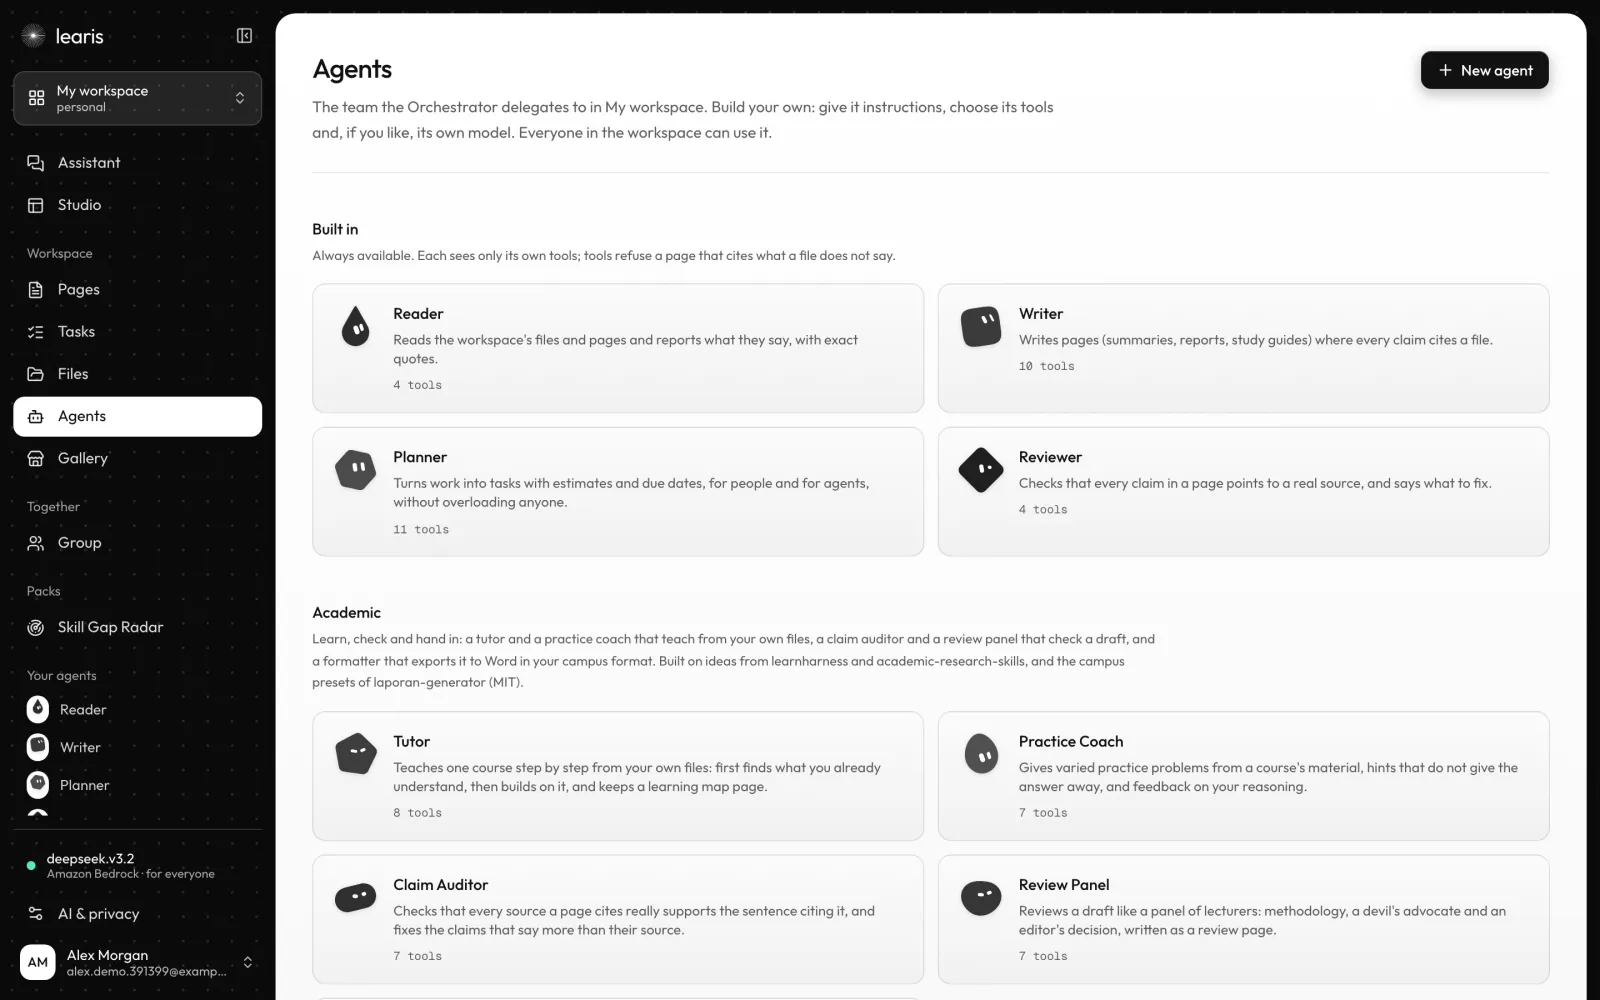 learis
My workspace
personal
Assistant
Studio
Workspace
Pages
Tasks
Files
Agents
Gallery
Together
Group
Packs
Skill Gap Radar
Your agents
Reader
Writer
Planner
deepseek.v3.2
Amazon Bedrock · for everyone
AI & privacy
AM
Alex Morgan
alex.demo.391399@examp...
Agents
New agent
The team the Orchestrator delegates to in My workspace. Build your own: give it instructions, choose its tools
and, if you like, its own model. Everyone in the workspace can use it.
Built in
Always available. Each sees only its own tools; tools refuse a page that cites what a file does not say.
Reader
Reads the workspace's files and pages and reports what they say, with exact
quotes.
4 tools
Writer
Writes pages (summaries, reports, study guides) where every claim cites a file.
10 tools
Planner
Turns work into tasks with estimates and due dates, for people and for agents,
without overloading anyone.
11 tools
Reviewer
Checks that every claim in a page points to a real source, and says what to fix.
4 tools
Academic
Learn, check and hand in: a tutor and a practice coach that teach from your own files, a claim auditor and a review panel that check a draft, and
a formatter that exports it to Word in your campus format. Built on ideas from learnharness and academic-research-skills, and the campus
presets of laporan-generator (MIT).
Tutor
Teaches one course step by step from your own files: first finds what you already
understand, then builds on it, and keeps a learning map page.
8 tools
Practice Coach
Gives varied practice problems from a course's material, hints that do not give the
answer away, and feedback on your reasoning.
7 tools
Claim Auditor
Checks that every source a page cites really supports the sentence citing it, and
fixes the claims that say more than their source.
7 tools
Review Panel
Reviews a draft like a panel of lecturers: methodology, a devil's advocate and an
editor's decision, written as a review page.
7 tools